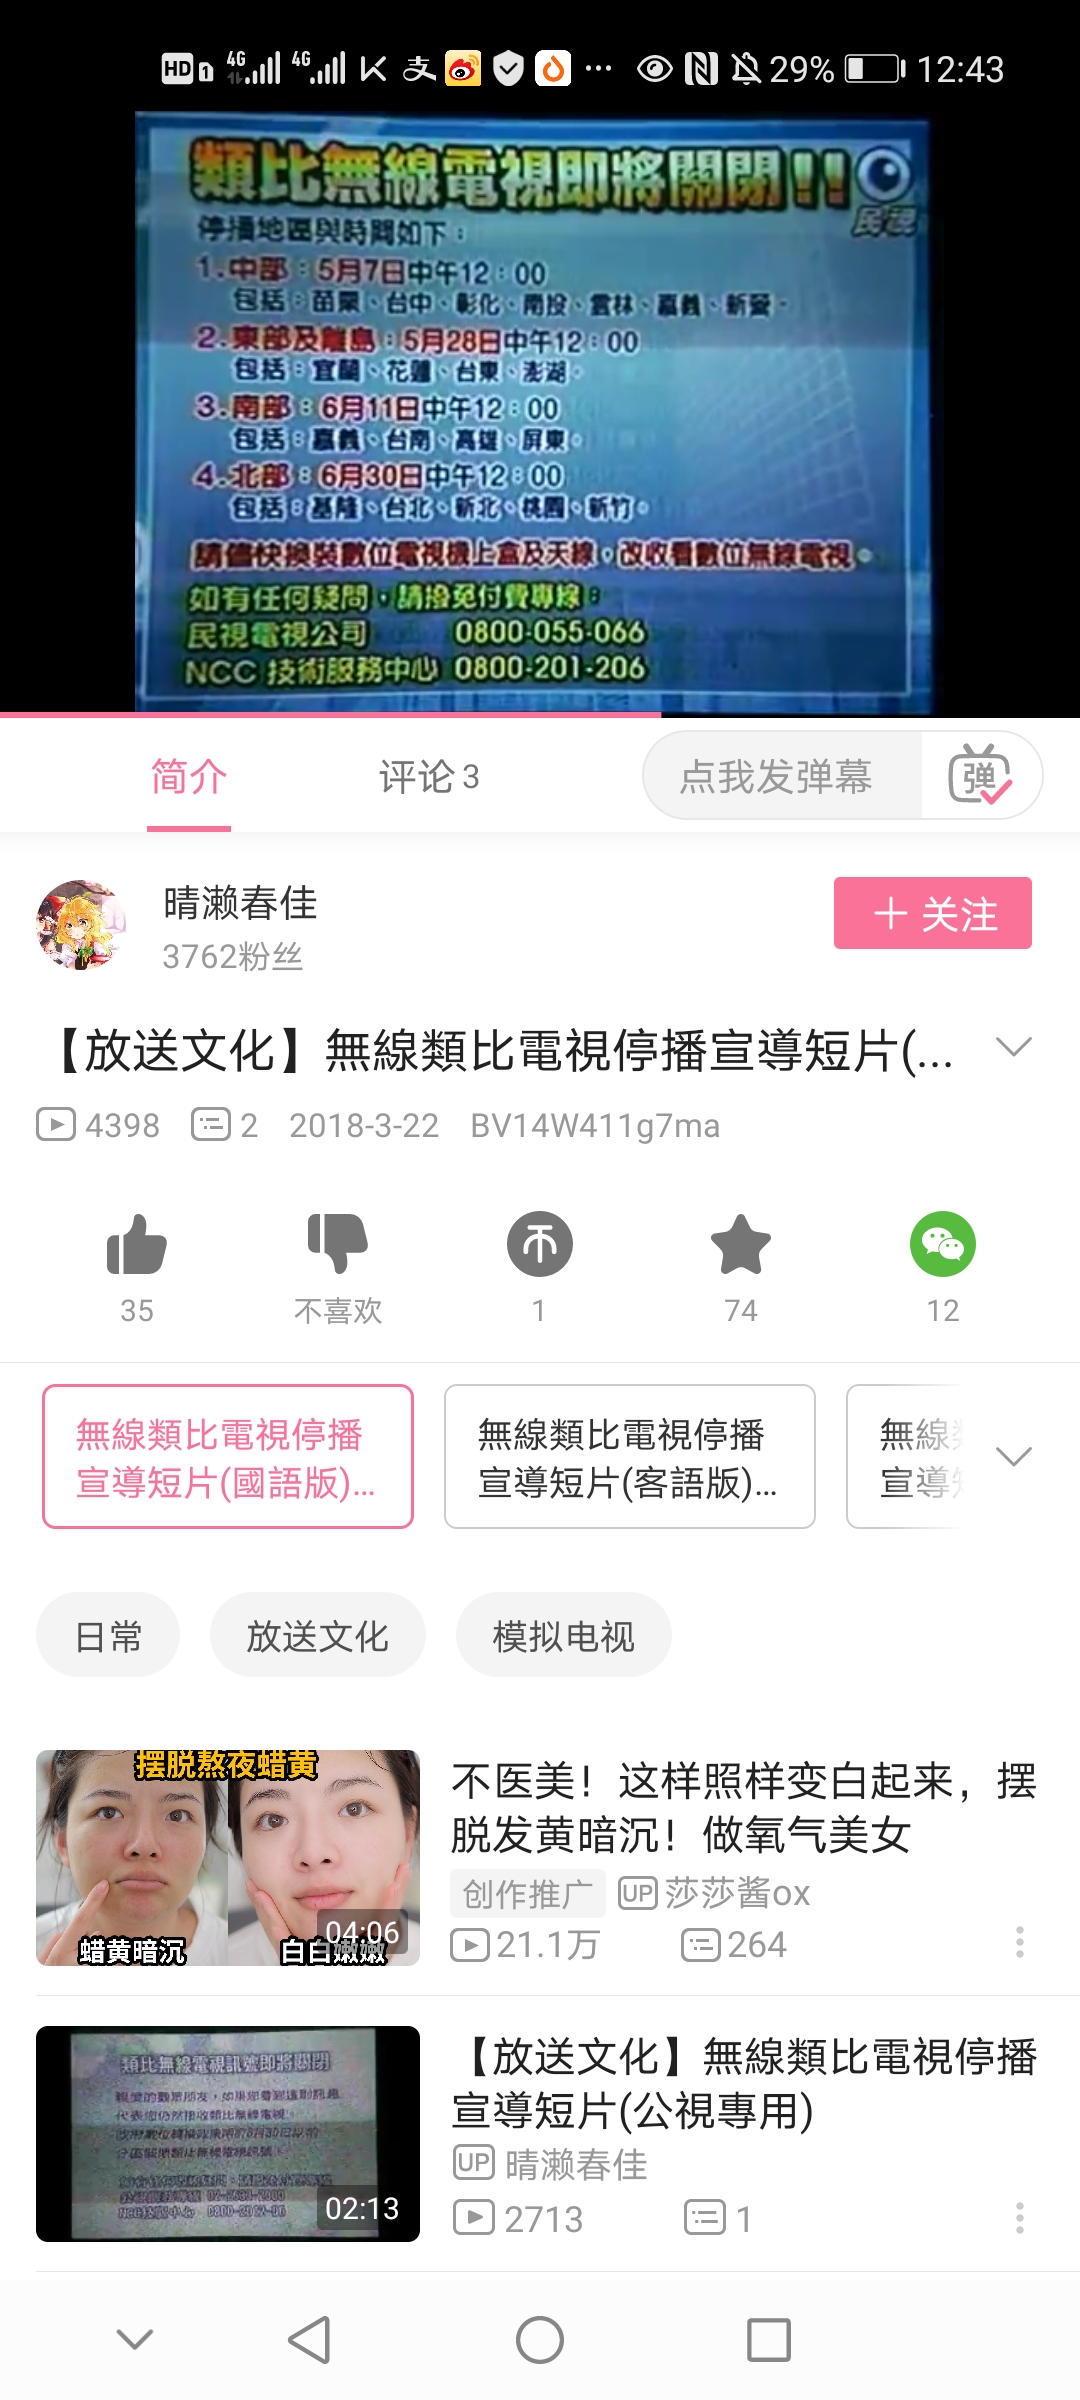 HD 1 4G 4G 支 ... 29% 12:43
類比無線電視即將關閉!!
民視
停播地區與時間如下：
1.中部：5月7日中午12：00
包括：苗栗、台中、彰化、南投、雲林、嘉義、新營。
2.東部及離島：5月28日中午12：00
包括：宜蘭、花蓮、台東、澎湖。
3.南部：6月11日中午12：00
包括：嘉義、台南、高雄、屏東。
4.北部：6月30日中午12：00
包括：基隆、台北、新北、桃園、新竹。
請儘快換裝數位電視機上盒及天線，改收看數位無線電視。
如有任何疑問，請撥免付費專線：
民視電視公司 0800-055-066
NCC 技術服務中心 0800-201-206
简介 评论3 点我发弹幕 弹
晴濑春佳
3762粉丝
+ 关注
【放送文化】無線類比電視停播宣導短片(...
4398 2 2018-3-22 BV14W411g7ma
35 不喜欢 1 74 12
無線類比電視停播
宣導短片(國語版)...
無線類比電視停播
宣導短片(客語版)...
無線
宣導
日常 放送文化 模拟电视
摆脱熬夜蜡黄
蜡黄暗沉 白白嫩嫩
04:06
不医美！这样照样变白起来，摆
脱发黄暗沉！做氧气美女
创作推广 UP 莎莎酱ox
21.1万 264
類比無線電視訊號即將關閉
02:13
【放送文化】無線類比電視停播
宣導短片(公視專用)
UP 晴濑春佳
2713 1